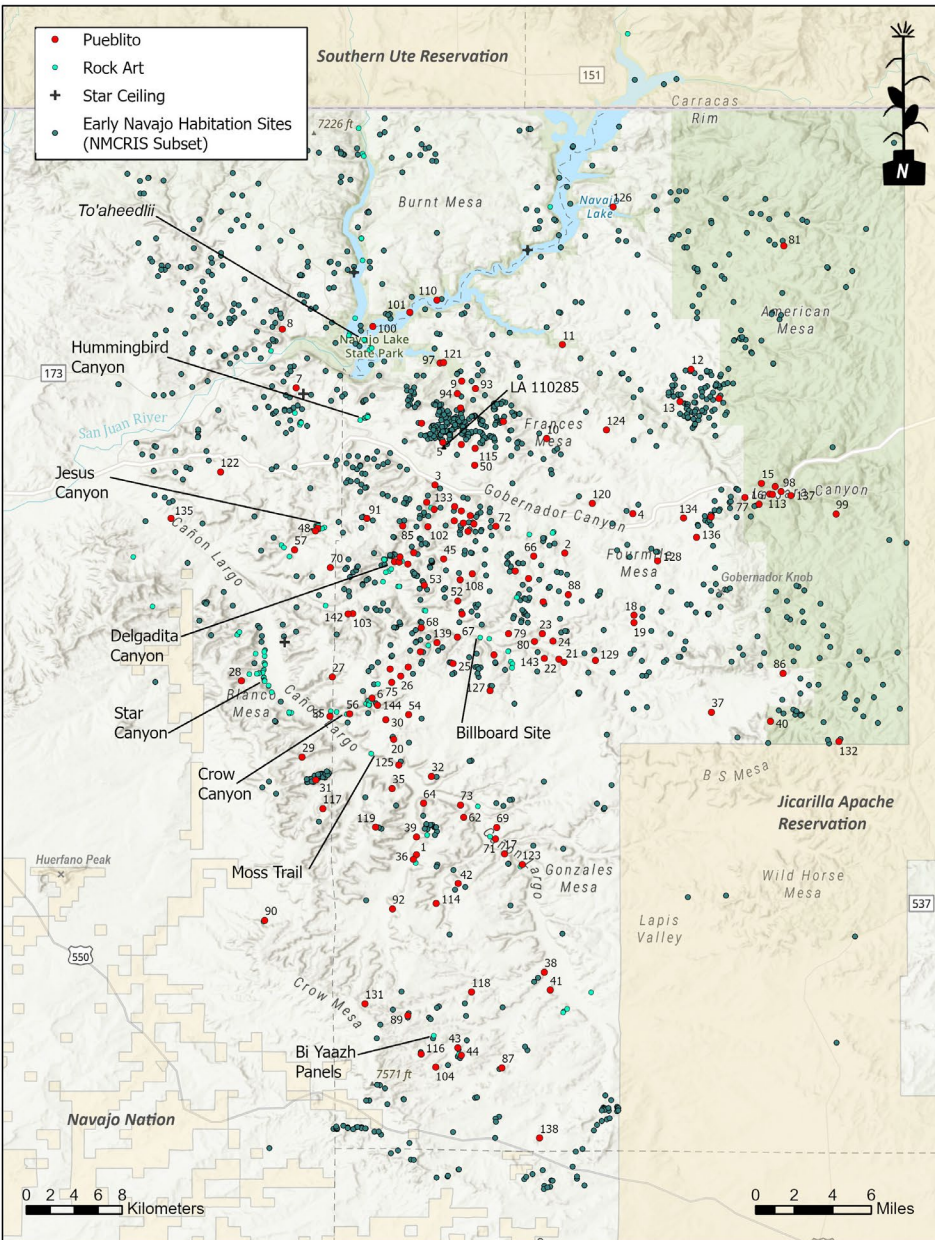 Pueblito
Rock Art
Star Ceiling
Early Navajo Habitation Sites
(NMCRIS Subset)
Southern Ute Reservation
151
Carracas
Rim
N
7226 ft
To'aheedlii
Burnt Mesa
Navajo
Lake
126
81
110
101
100
American
Mesa
8
Navajo Lake
State Park
11
Hummingbird
Canyon
97
121
12
173
7
9
93
94
LA 110285
13
San Juan River
Frances
Mesa
124
10
5
115
50
122
Jesus
Canyon
3
Gobernador Canyon
15
98
16
137
77
113
99
133
120
4
134
135
48
91
85
102
72
136
57
Cañon Largo
70
45
66
2
Fourmile
Mesa
128
Gobernador Knob
53
108
88
52
142
103
18
19
Delgadita
Canyon
68
139
67
79
23
80
24
143
22
21
129
25
28
27
26
86
Blanco
Mesa
127
Star
Canyon
6
75
144
56
55
54
30
Cañon Largo
37
40
Billboard Site
132
29
20
125
B S Mesa
Crow
Canyon
31
35
32
117
64
73
62
69
Jicarilla Apache
Reservation
119
39
71
17
Cañon Largo
1
36
123
Moss Trail
Huerfano Peak
Gonzales
Mesa
Wild Horse
Mesa
42
114
92
90
537
Lapis
Valley
550
38
41
Crow Mesa
118
131
89
Bi Yaazh
Panels
116
43
44
104
87
7571 ft
Navajo Nation
138
0 2 4 6 8
Kilometers
0 2 4 6
Miles